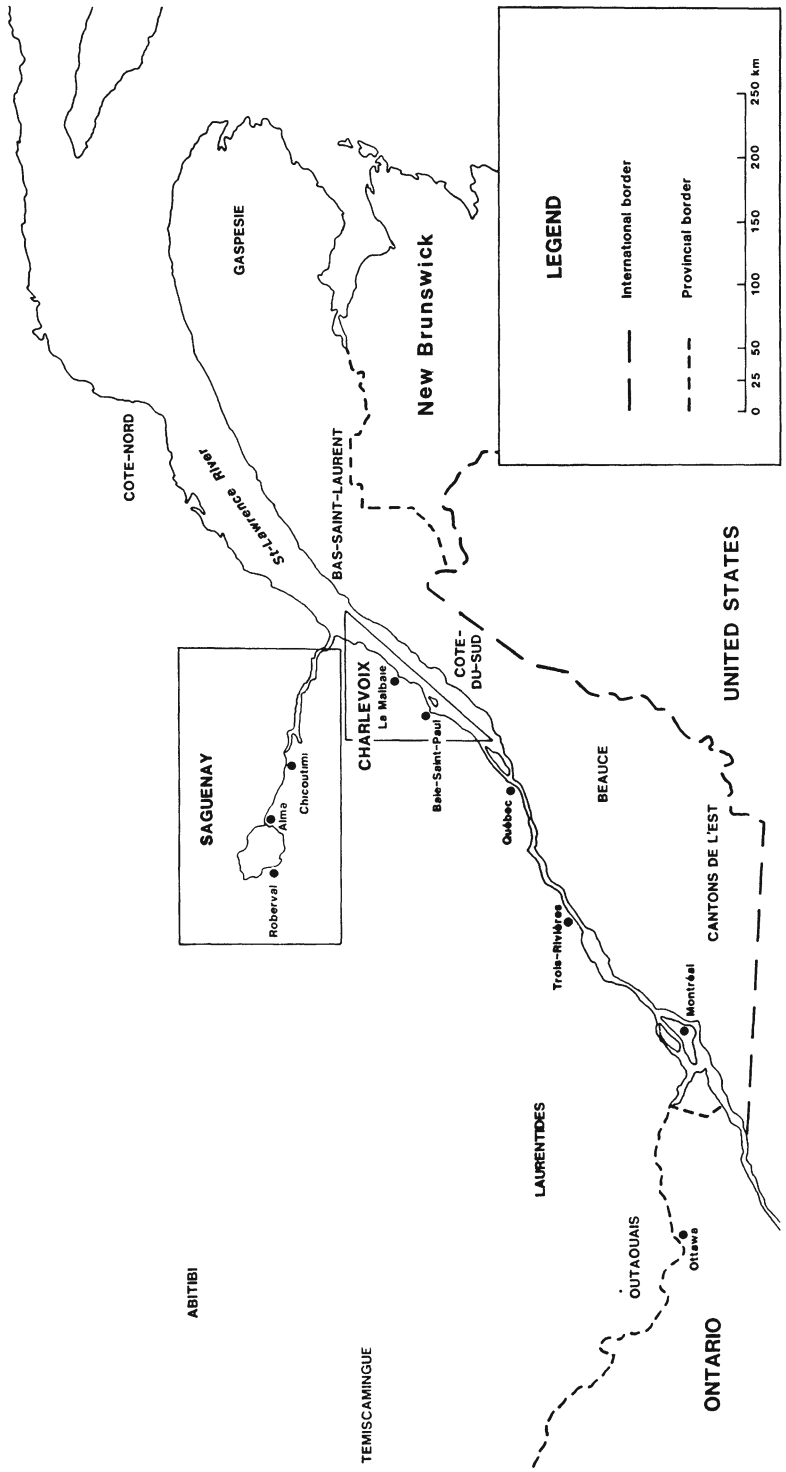 COTE-NORD
GASPESIE
St-Lawrence River
BAS-SAINT-LAURENT
New Brunswick
SAGUENAY
Roberval
Alma
Chicoutimi
CHARLEVOIX
La Malbaie
Baie-Saint-Paul
COTE-
DU-SUD
Québec
BEAUCE
UNITED STATES
Trois-Rivières
CANTONS DE L'EST
Montréal
LAURENTIDES
ABITIBI
TEMISCAMINGUE
OUTAOUAIS
Ottawa
ONTARIO
LEGEND
International border
Provincial border
0 25 50 100 150 200 250 km